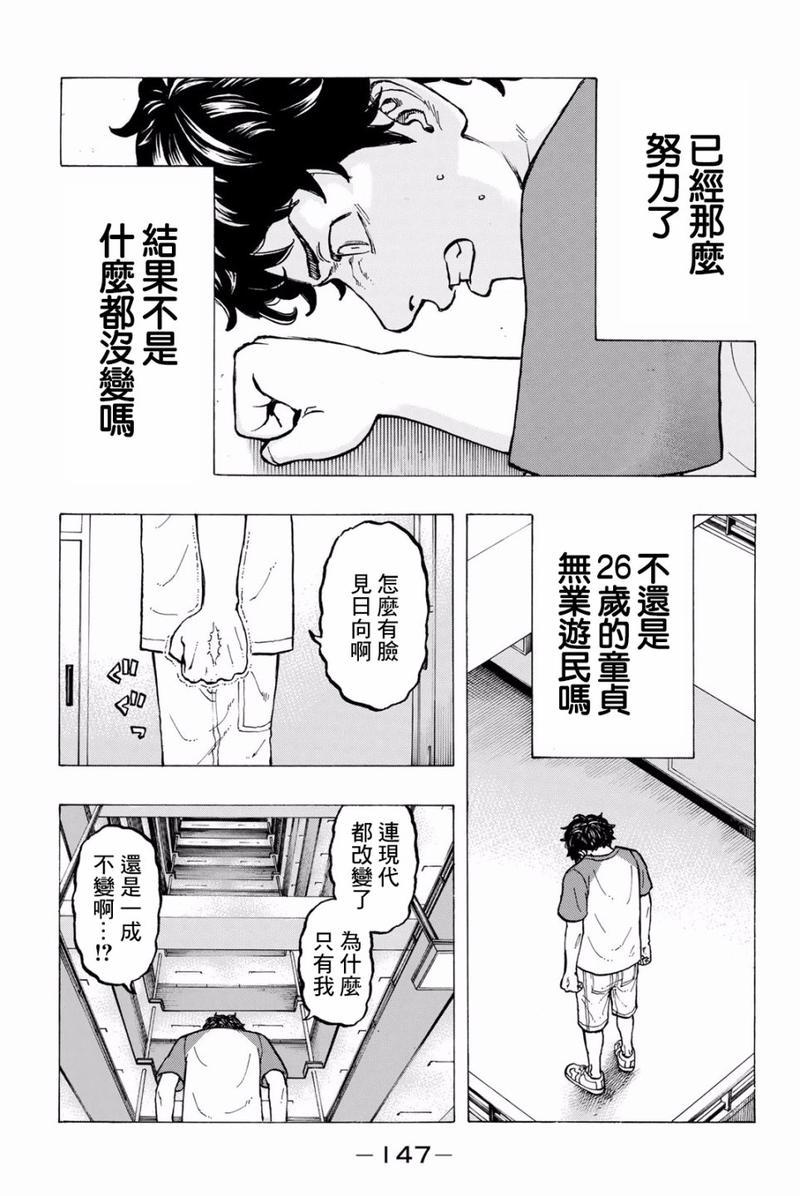 已經那麼
努力了
結果不是
什麼都沒變嗎
不還是
26歲的童貞
無業遊民嗎
怎麼有臉
見日向啊
ギュッ
連現代
都改變了
為什麼
只有我
還是一成
不變啊…!?
—147—